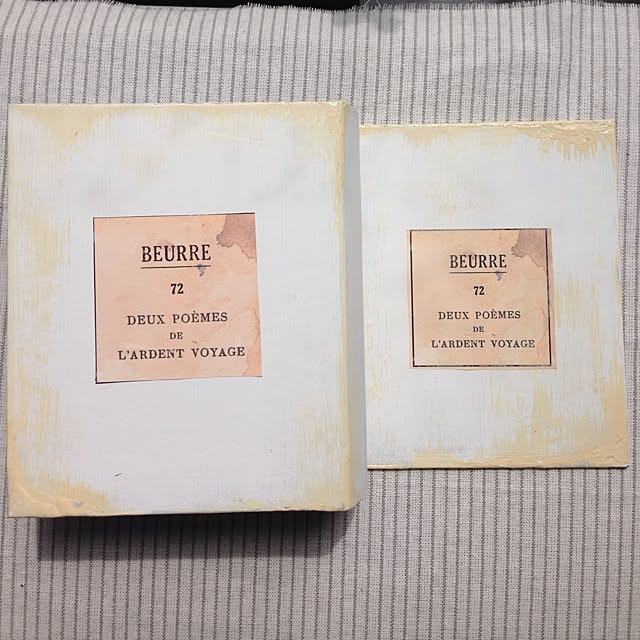 BEURRE
72
DEUX POÈMES
DE
L'ARDENT VOYAGE
BEURRE
72
DEUX POÈMES
DE
L'ARDENT VOYAGE